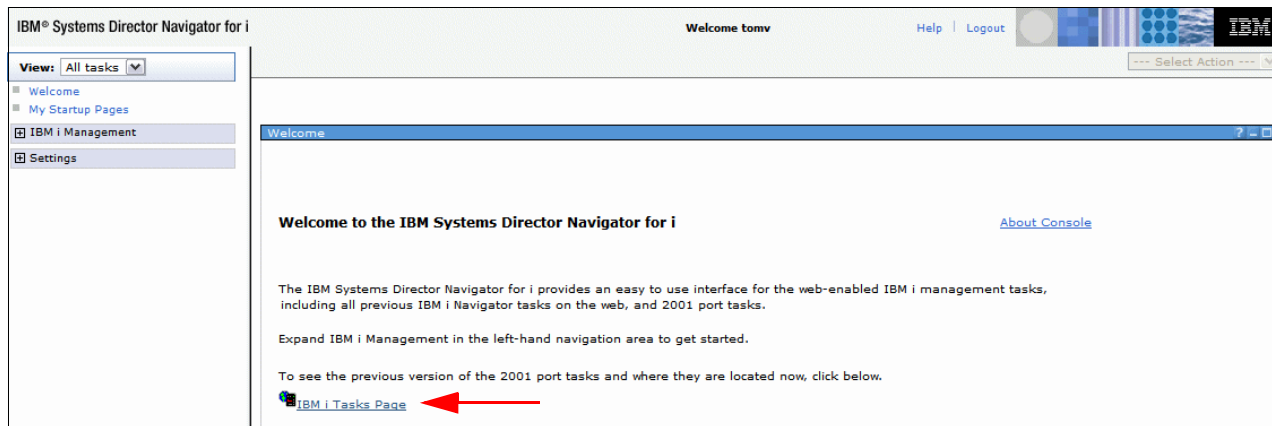 IBM® Systems Director Navigator for i
Welcome tomv
Help
Logout
IBM
View: All tasks
--- Select Action ---
Welcome
My Startup Pages
IBM i Management
Settings
Welcome
?
Welcome to the IBM Systems Director Navigator for i
About Console
The IBM Systems Director Navigator for i provides an easy to use interface for the web-enabled IBM i management tasks,
including all previous IBM i Navigator tasks on the web, and 2001 port tasks.
Expand IBM i Management in the left-hand navigation area to get started.
To see the previous version of the 2001 port tasks and where they are located now, click below.
IBM i Tasks Page